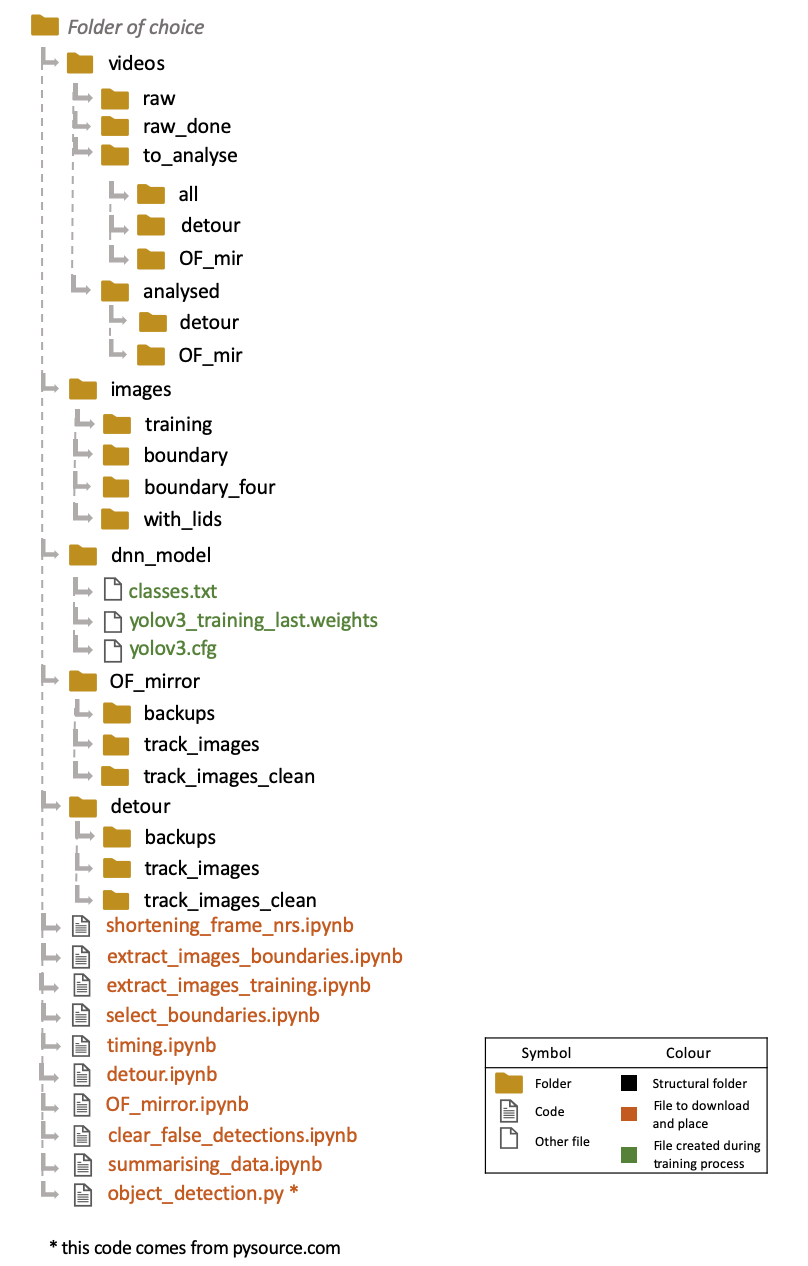 Folder of choice
videos
raw
raw_done
to_analyse
all
detour
OF_mir
analysed
detour
OF_mir
images
training
boundary
boundary_four
with_lids
dnn_model
classes.txt
yolov3_training_last.weights
yolov3.cfg
OF_mirror
backups
track_images
track_images_clean
detour
backups
track_images
track_images_clean
shortening_frame_nrs.ipynb
extract_images_boundaries.ipynb
extract_images_training.ipynb
select_boundaries.ipynb
timing.ipynb
detour.ipynb
OF_mirror.ipynb
clear_false_detections.ipynb
summarising_data.ipynb
object_detection.py *
* this code comes from pysource.com
Symbol Colour
Folder Structural folder
Code File to download
and place
Other file File created during
training process